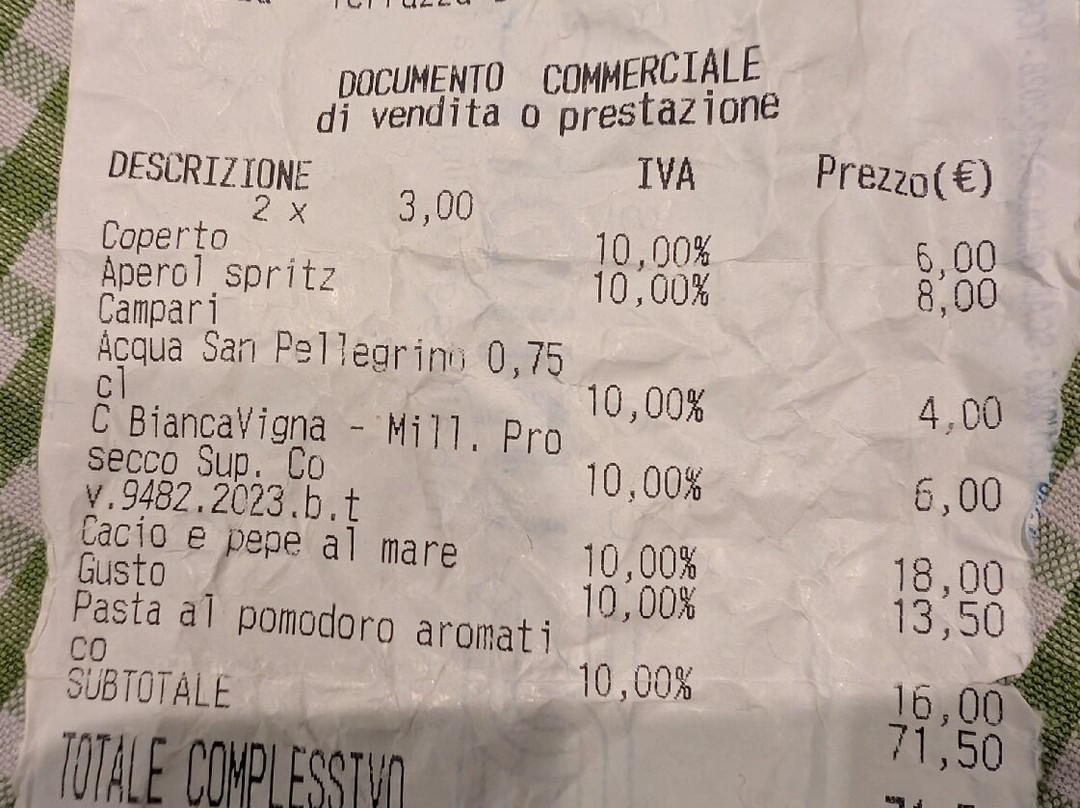 Terrazza
DOCUMENTO COMMERCIALE
di vendita o prestazione
DESCRIZIONE IVA Prezzo(€)
2 x 3,00
Coperto 10,00% 6,00
Aperol spritz 10,00% 8,00
Campari
Acqua San Pellegrino 0,75
cl 10,00% 4,00
C BiancaVigna - Mill. Pro
secco Sup. Co 10,00% 6,00
v.9482.2023.b.t
Cacio e pepe al mare 10,00% 18,00
Gusto 10,00% 13,50
Pasta al pomodoro aromati
co 10,00% 16,00
SUBTOTALE 71,50
TOTALE COMPLESSIVO